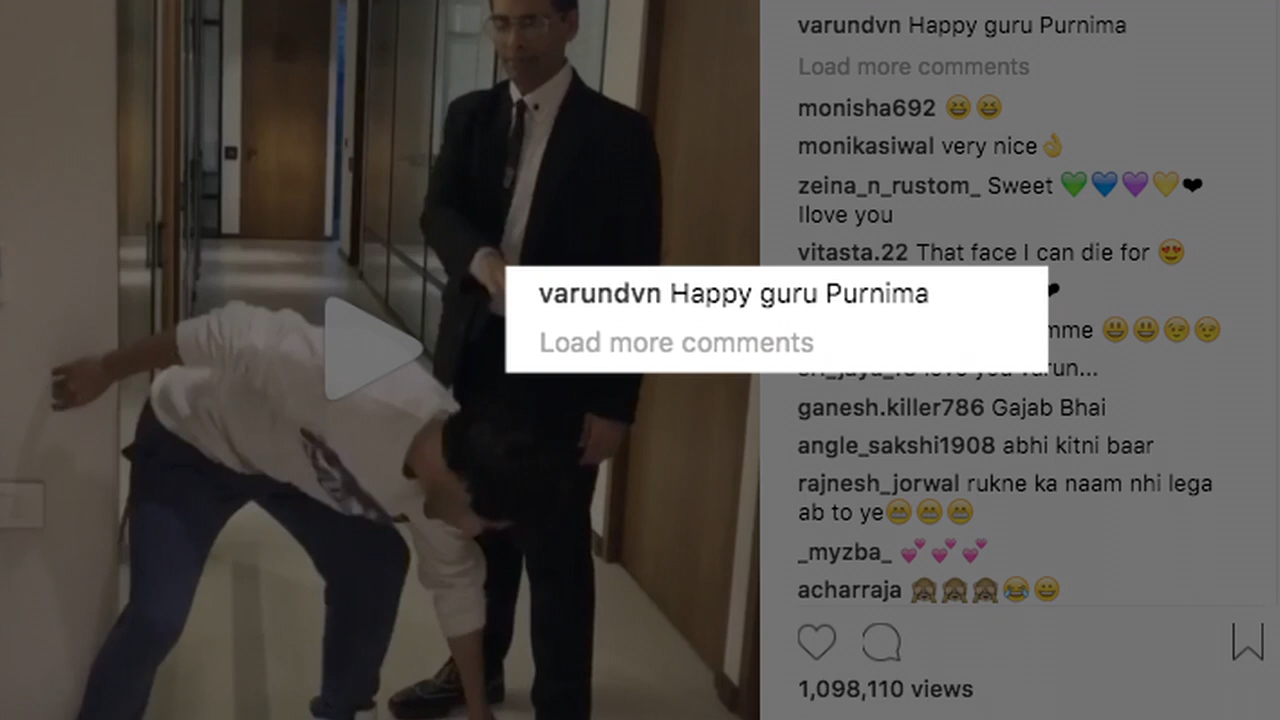 varundvn Happy guru Purnima
Load more comments
monisha692 😆😆
monikasiwal very nice👌
zeina_n_rustom_ Sweet 💚💙💜💛❤
Ilove you
vitasta.22 That face I can die for 😍
varundvn Happy guru Purnima
Load more comments
❤
mme 😃😃😉😉
varun...
ganesh.killer786 Gajab Bhai
angle_sakshi1908 abhi kitni baar
rajnesh_jorwal rukne ka naam nhi lega
ab to ye😁😁😁
_myzba_ 💕💕💕
acharraja 🙈🙈🙈😂😀
1,098,110 views